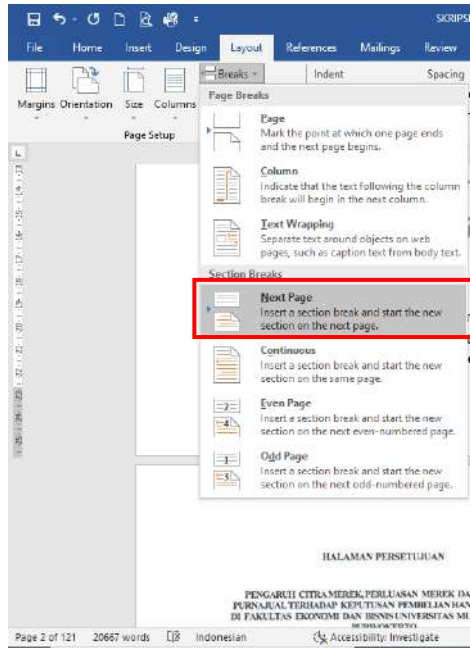 SKRIPS
File Home Insert Design Layout References Mailings Review
Breaks Indent Spacing
Margins Orientation Size Columns
Page Setup
Page Breaks
Page
Mark the point at which one page ends
and the next page begins.
Column
Indicate that the text following the column
break will begin in the next column.
Text Wrapping
Separate text around objects on web
pages, such as caption text from body text.
Section Breaks
Next Page
Insert a section break and start the new
section on the next page.
Continuous
Insert a section break and start the new
section on the same page.
Even Page
Insert a section break and start the new
section on the next even-numbered page.
Odd Page
Insert a section break and start the new
section on the next odd-numbered page.
HALAMAN PERSETUJUAN
PENGARUH CITRA MEREK, PERLUASAN MEREK DA
PURNAJUAL TERHADAP KEPUTUSAN PEMBELIAN HAN
DI FAKULTAS EKONOMI DAN BISNIS UNIVERSITAS MU
Page 2 of 121 20667 words Indonesian Accessibility: Investigate